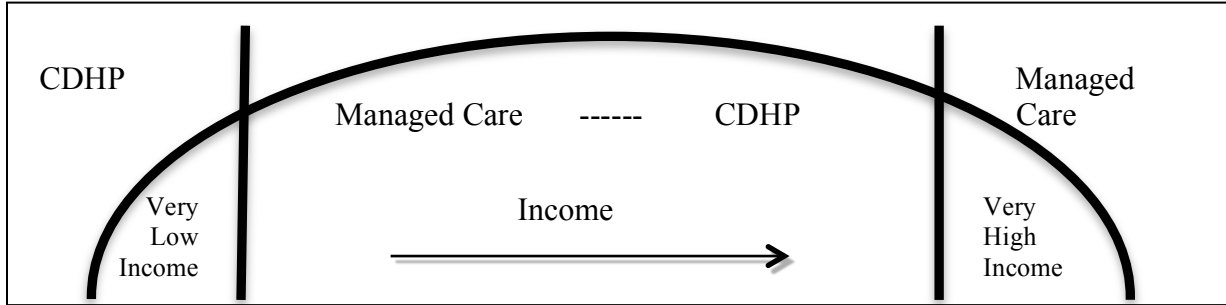 CDHP
Managed Care ------ CDHP
Managed
Care
Very
Low
Income
Income
Very
High
Income